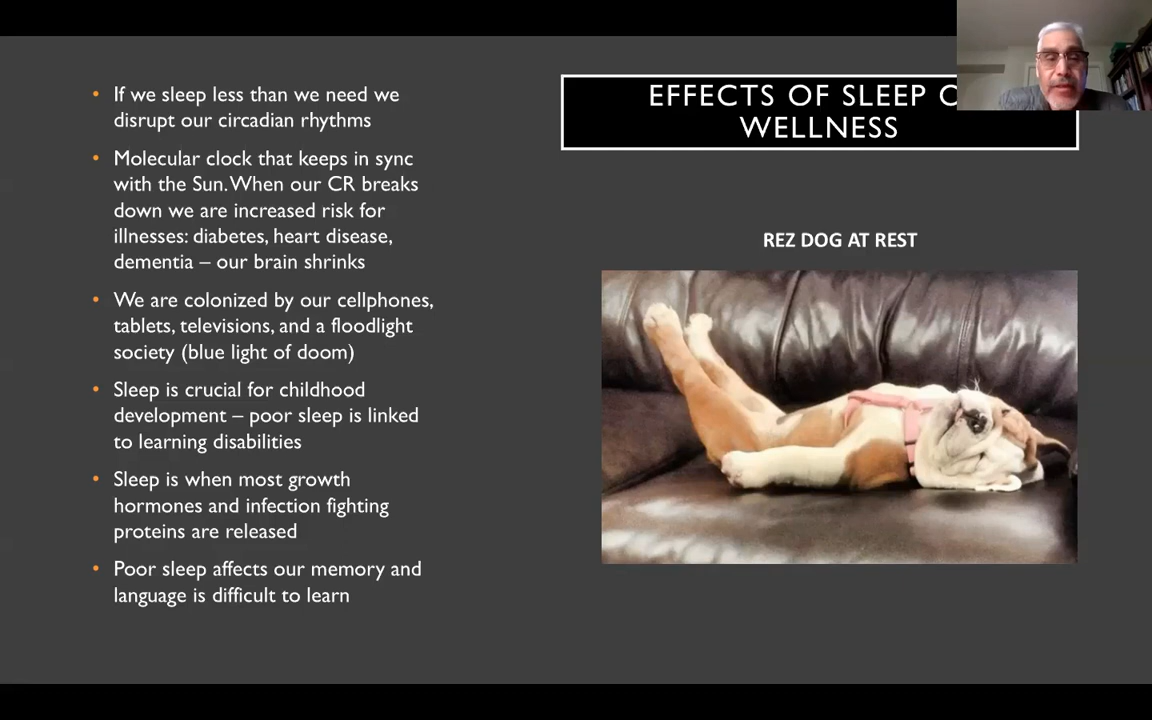 If we sleep less than we need we
disrupt our circadian rhythms
Molecular clock that keeps in sync
with the Sun. When our CR breaks
down we are increased risk for
illnesses: diabetes, heart disease,
dementia – our brain shrinks
We are colonized by our cellphones,
tablets, televisions, and a floodlight
society (blue light of doom)
Sleep is crucial for childhood
development – poor sleep is linked
to learning disabilities
Sleep is when most growth
hormones and infection fighting
proteins are released
Poor sleep affects our memory and
language is difficult to learn
EFFECTS OF SLEEP
WELLNESS
REZ DOG AT REST